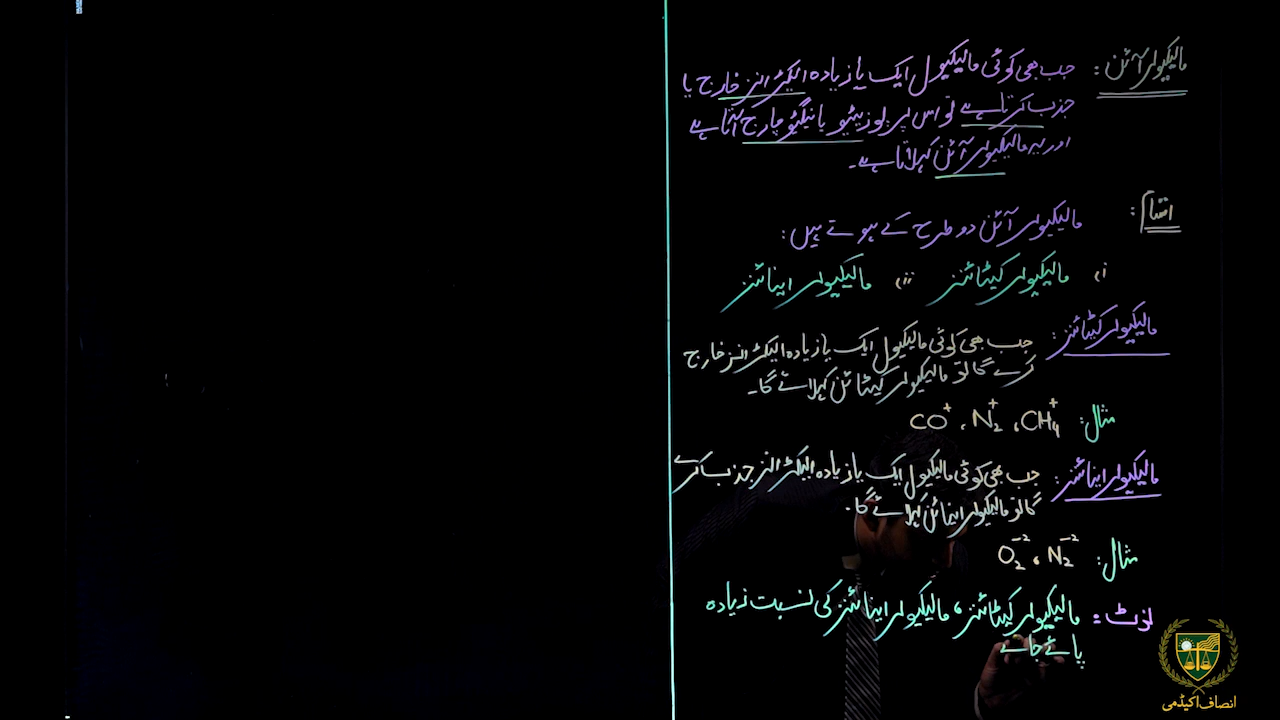 مالیکیولر آئن: جب بھی کوئی مالیکیول ایک یا زیادہ الیکٹرانز خارج یا
جذب کرتا ہے تو اس پر پوزیٹیو یا نیگٹیو چارج آتا ہے
اور یہ مالیکیولر آئن کہلاتا ہے۔
اقسام:
مالیکیولر آئن دو طرح کے ہوتے ہیں:
i، مالیکیولر کیٹائنز ii، مالیکیولر اینائنز
مالیکیولر کیٹائنز: جب بھی کوئی مالیکیول ایک یا زیادہ الیکٹرانز خارج
کرے گا تو مالیکیولر کیٹائن کہلائے گا۔
مثال: CH₄⁺، N₂⁺، CO⁺
مالیکیولر اینائنز: جب بھی کوئی مالیکیول ایک یا زیادہ الیکٹرانز جذب کرے
گا تو مالیکیولر اینائن کہلائے گا۔
مثال: N₂⁻²، O₂⁻²
نوٹ: مالیکیولر کیٹائنز، مالیکیولر اینائنز کی نسبت زیادہ
پائے جاتے
انصاف اکیڈمی